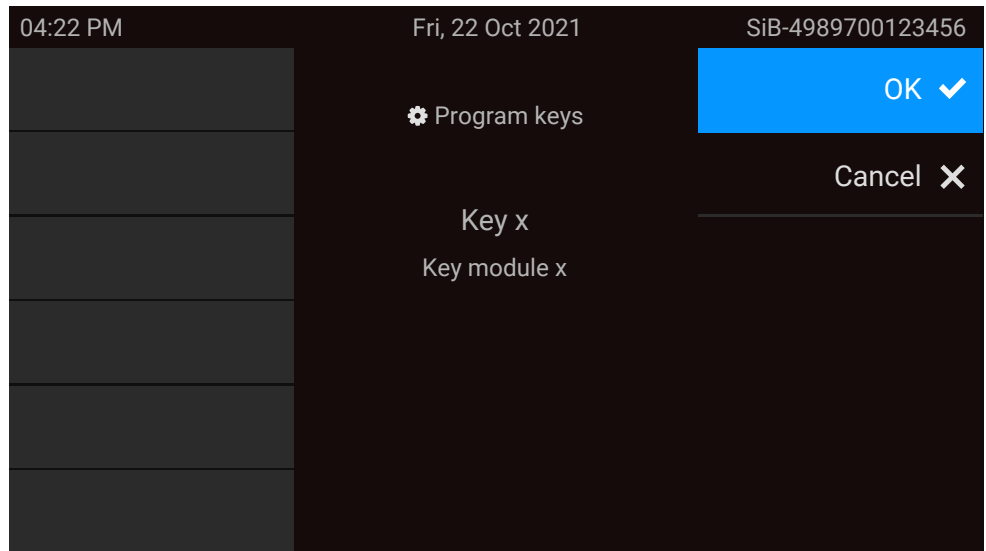 04:22 PM Fri, 22 Oct 2021 SiB-4989700123456
OK
Program keys
Cancel
Key x
Key module x